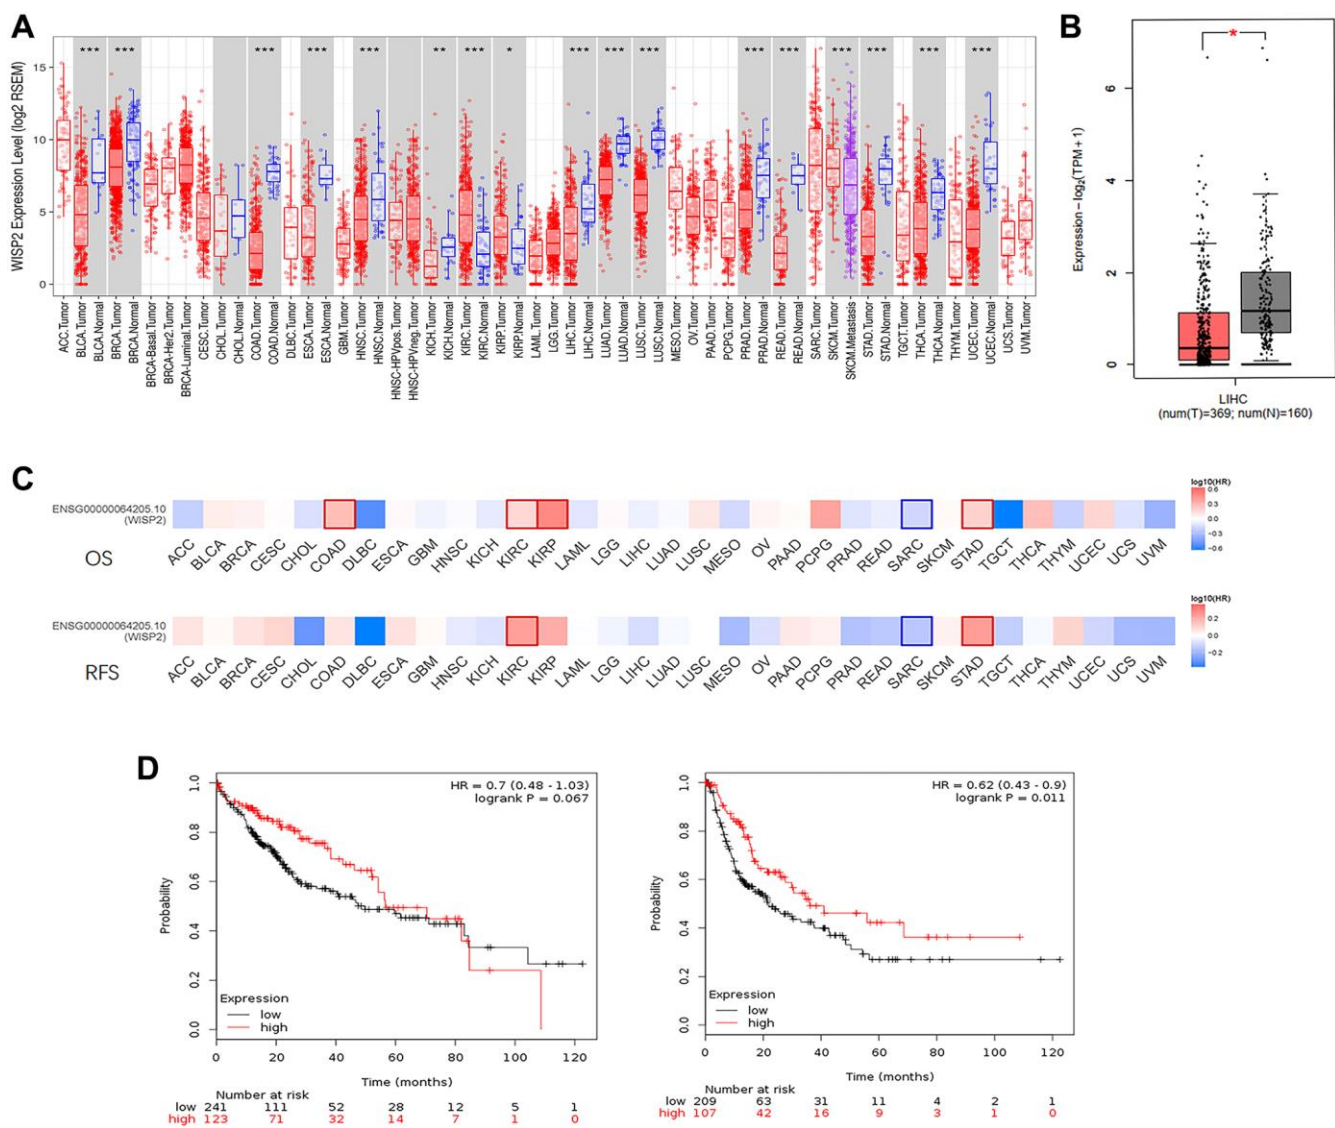 A
WISP2 Expression Level (log2 RSEM)
15
10
5
0
*** *** *** *** *** ** *** * *** *** *** *** *** *** *** *** ***
ACC.Tumor
BLCA.Tumor
BLCA.Normal
BRCA.Tumor
BRCA.Normal
BRCA-Basal.Tumor
BRCA-Her2.Tumor
BRCA-Luminal.Tumor
CESC.Tumor
CHOL.Tumor
CHOL.Normal
COAD.Tumor
COAD.Normal
DLBC.Tumor
ESCA.Tumor
ESCA.Normal
GBM.Tumor
HNSC.Tumor
HNSC.Normal
HNSC-HPVpos.Tumor
HNSC-HPVneg.Tumor
KICH.Tumor
KICH.Normal
KIRC.Tumor
KIRC.Normal
KIRP.Tumor
KIRP.Normal
LAML.Tumor
LGG.Tumor
LIHC.Tumor
LIHC.Normal
LUAD.Tumor
LUAD.Normal
LUSC.Tumor
LUSC.Normal
MESO.Tumor
OV.Tumor
PAAD.Tumor
PCPG.Tumor
PRAD.Tumor
PRAD.Normal
READ.Tumor
READ.Normal
SARC.Tumor
SKCM.Tumor
SKCM.Metastasis
STAD.Tumor
STAD.Normal
TGCT.Tumor
THCA.Tumor
THCA.Normal
THYM.Tumor
UCEC.Tumor
UCEC.Normal
UCS.Tumor
UVM.Tumor
B
Expression − log2(TPM + 1)
6
4
2
0
*
LIHC
(num(T)=369; num(N)=160)
C
ENSG00000064205.10
(WISP2)
OS
ACC BLCA BRCA CESC CHOL COAD DLBC ESCA GBM HNSC KICH KIRC KIRP LAML LGG LIHC LUAD LUSC MESO OV PAAD PCPG PRAD READ SARC SKCM STAD TGCT THCA THYM UCEC UCS UVM
log10(HR)
0.6
0.3
0.0
−0.3
−0.6
ENSG00000064205.10
(WISP2)
RFS
ACC BLCA BRCA CESC CHOL COAD DLBC ESCA GBM HNSC KICH KIRC KIRP LAML LGG LIHC LUAD LUSC MESO OV PAAD PCPG PRAD READ SARC SKCM STAD TGCT THCA THYM UCEC UCS UVM
log10(HR)
0.2
0.0
−0.2
D
HR = 0.7 (0.48 - 1.03)
logrank P = 0.067
Probability
1.0
0.8
0.6
0.4
0.2
0.0
Expression
low
high
0 20 40 60 80 100 120
Time (months)
Number at risk
low 241 111 52 28 12 5 1
high 123 71 32 14 7 1 0
HR = 0.62 (0.43 - 0.9)
logrank P = 0.011
Probability
1.0
0.8
0.6
0.4
0.2
0.0
Expression
low
high
0 20 40 60 80 100 120
Time (months)
Number at risk
low 209 63 31 11 4 2 1
high 107 42 16 9 3 1 0